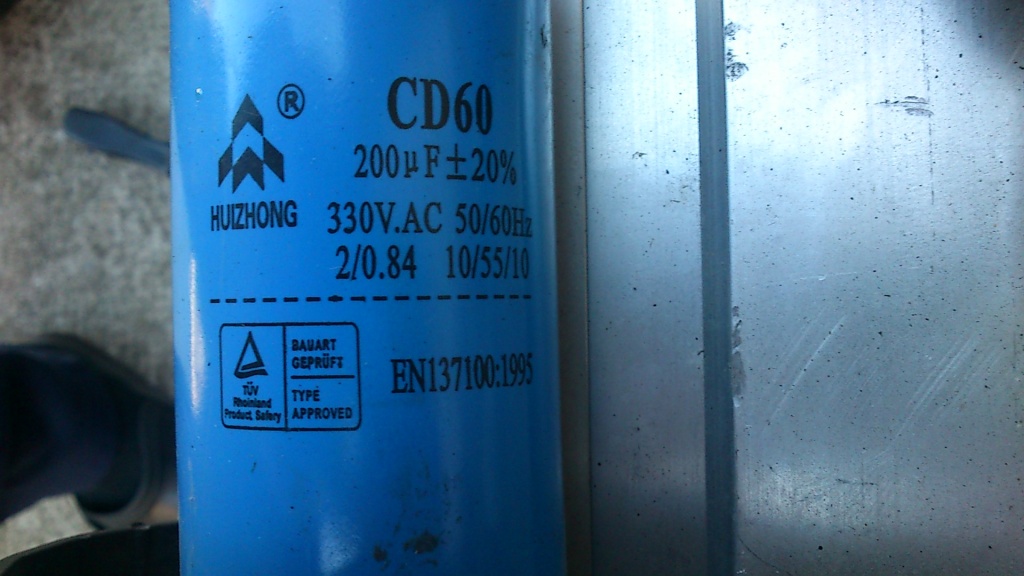 ®
CD60
200μF±20%
HUIZHONG
330V.AC 50/60Hz
2/0.84 10/55/10
BAUART
GEPRÜFT
TÜV
Rheinland
Product Safety
TYPE
APPROVED
EN137100:1995